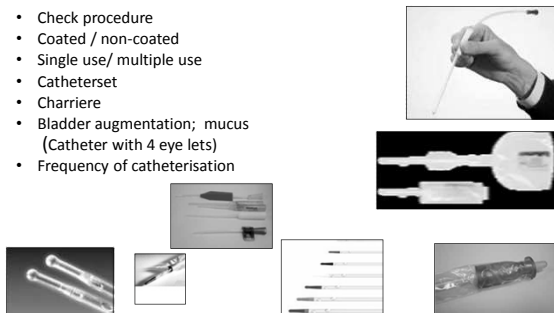 • Check procedure
• Coated / non-coated
• Single use/ multiple use
• Catheterset
• Charriere
• Bladder augmentation; mucus
(Catheter with 4 eye lets)
• Frequency of catheterisation